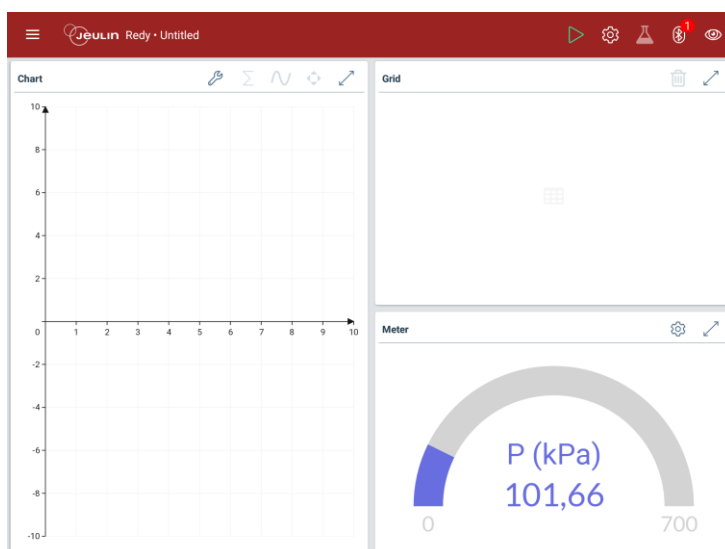 JEULIN Redy • Untitled
1
Chart
Grid
10
8
6
4
2
0 1 2 3 4 5 6 7 8 9 10
-2
-4
-6
-8
-10
Meter
P (kPa)
101,66
0 700